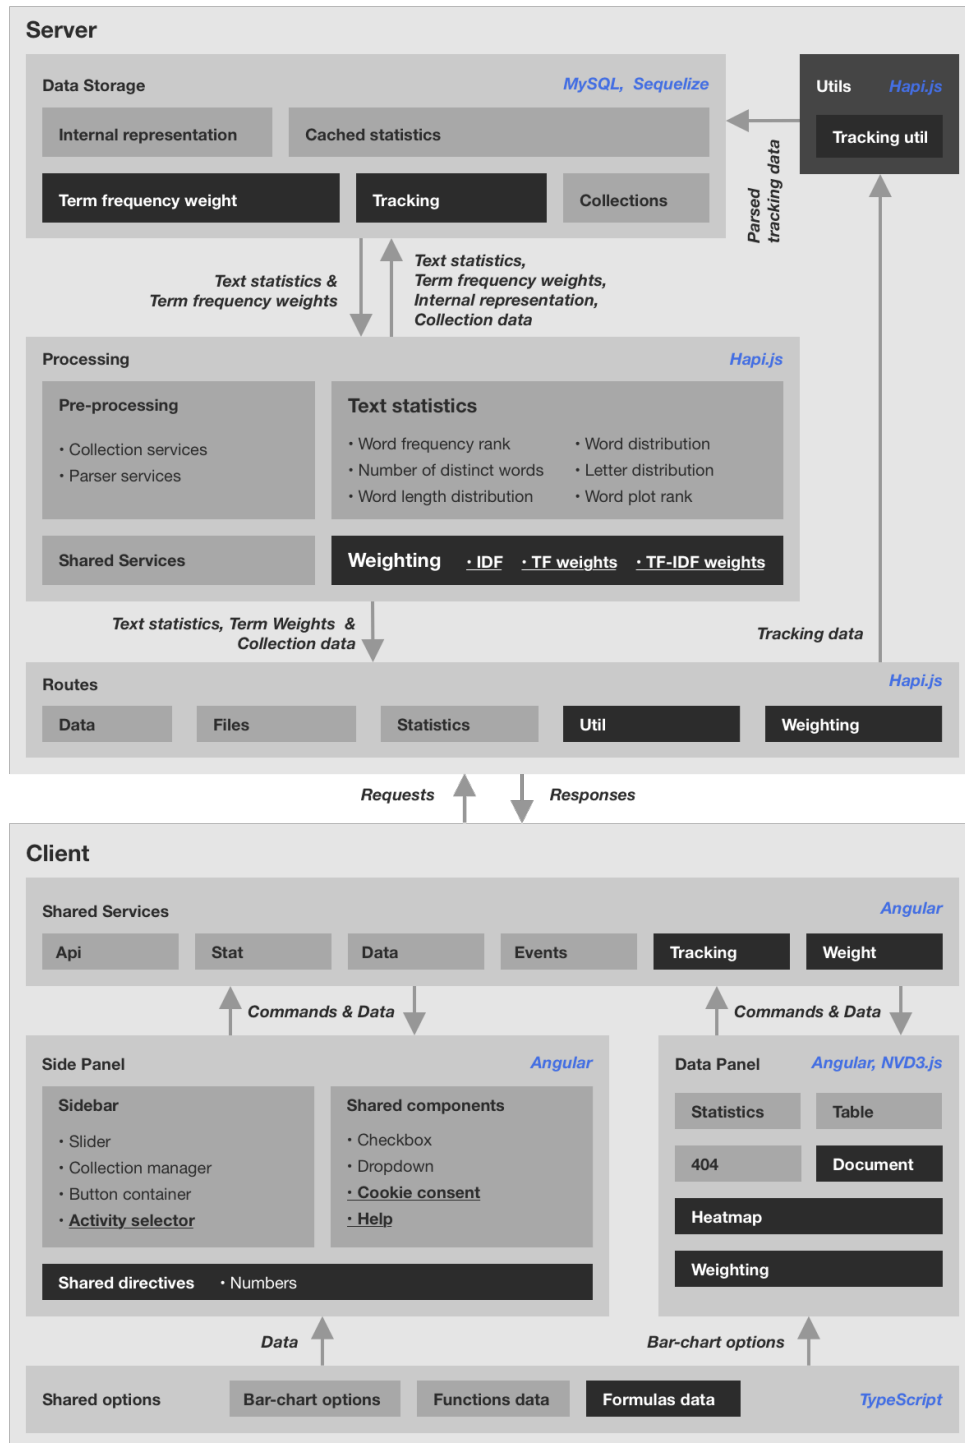 Server
Data Storage
MySQL, Sequelize
Internal representation
Cached statistics
Term frequency weight
Tracking
Collections
Utils
Hapi.js
Tracking util
Parsed
tracking data
Text statistics &
Term frequency weights
Text statistics,
Term frequency weights,
Internal representation,
Collection data
Processing
Hapi.js
Pre-processing
• Collection services
• Parser services
Text statistics
• Word frequency rank
• Number of distinct words
• Word length distribution
• Word distribution
• Letter distribution
• Word plot rank
Shared Services
Weighting • IDF • TF weights • TF-IDF weights
Text statistics, Term Weights &
Collection data
Tracking data
Routes
Hapi.js
Data
Files
Statistics
Util
Weighting
Requests
Responses
Client
Shared Services
Angular
Api
Stat
Data
Events
Tracking
Weight
Commands & Data
Commands & Data
Side Panel
Angular
Sidebar
• Slider
• Collection manager
• Button container
• Activity selector
Shared components
• Checkbox
• Dropdown
• Cookie consent
• Help
Shared directives • Numbers
Data Panel
Angular, NVD3.js
Statistics
Table
404
Document
Heatmap
Weighting
Data
Bar-chart options
Shared options
Bar-chart options
Functions data
Formulas data
TypeScript